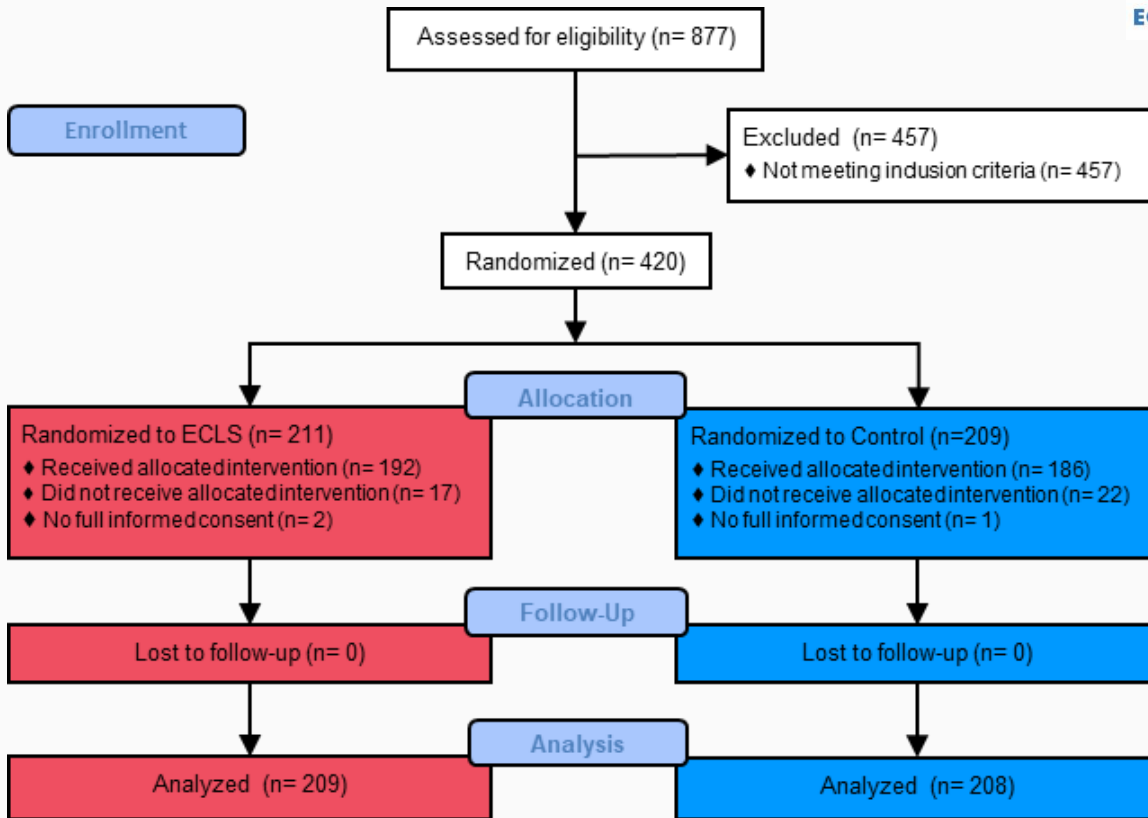 Assessed for eligibility (n= 877)
Enrollment
Excluded (n= 457)
♦ Not meeting inclusion criteria (n= 457)
Randomized (n= 420)
Allocation
Randomized to ECLS (n= 211)
♦ Received allocated intervention (n= 192)
♦ Did not receive allocated intervention (n= 17)
♦ No full informed consent (n= 2)
Randomized to Control (n=209)
♦ Received allocated intervention (n= 186)
♦ Did not receive allocated intervention (n= 22)
♦ No full informed consent (n= 1)
Follow-Up
Lost to follow-up (n= 0)
Lost to follow-up (n= 0)
Analysis
Analyzed (n= 209)
Analyzed (n= 208)